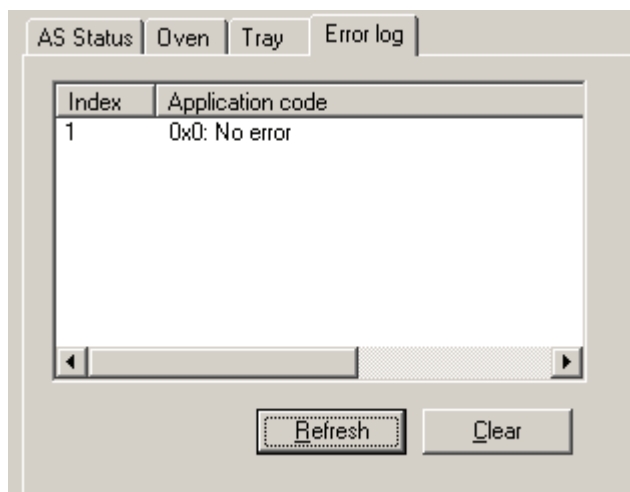 AS Status Oven Tray Error log
Index Application code
1 0x0: No error
Refresh Clear